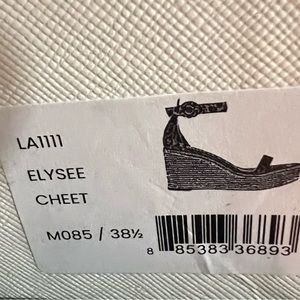 LA1111
ELYSEE
CHEET
M085 / 38½
8 85383 36893